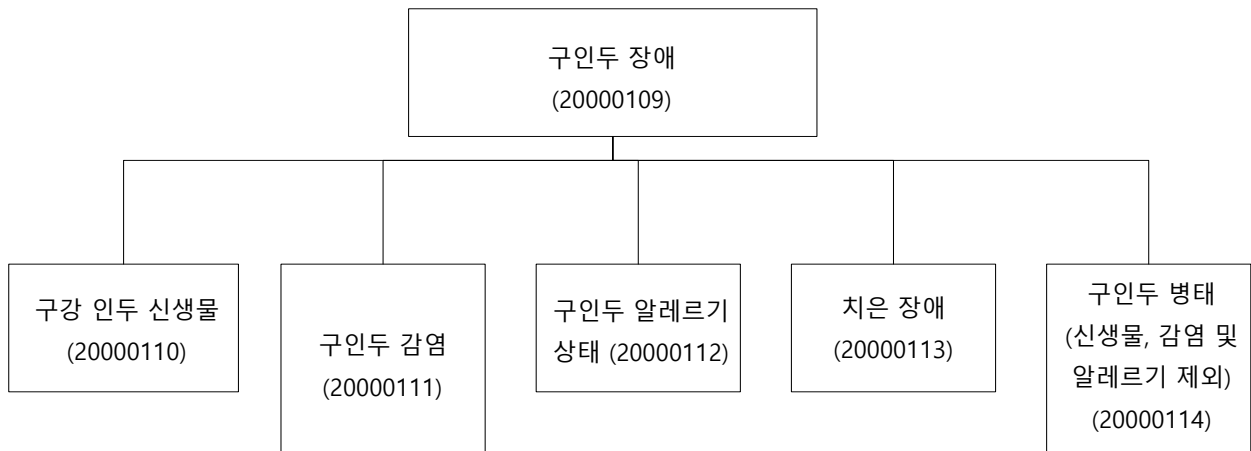 구인두 장애
(20000109)
구강 인두 신생물
(20000110)
구인두 감염
(20000111)
구인두 알레르기
상태 (20000112)
치은 장애
(20000113)
구인두 병태
(신생물, 감염 및
알레르기 제외)
(20000114)